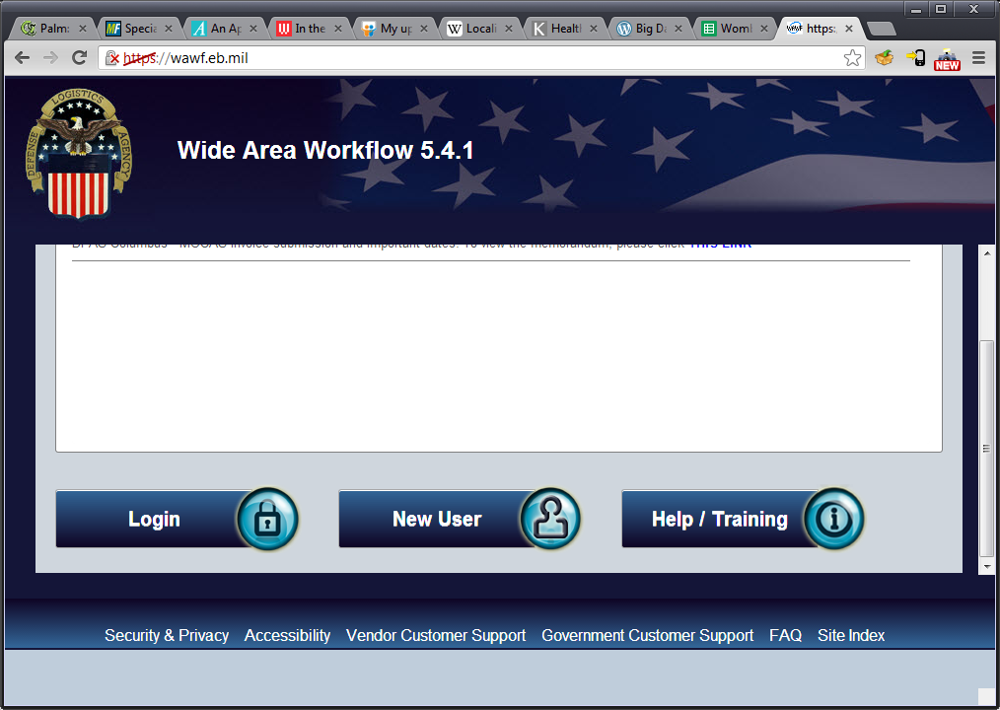 Palm: Specia An Ap In the My up Locali Health Big Da Womb https:
https://wawf.eb.mil
NEW
DEFENSE LOGISTICS AGENCY
Wide Area Workflow 5.4.1
DFAS Columbus - MOCAS invoice submission and important dates. To view the memorandum, please click THIS LINK
Login New User Help / Training
Security & Privacy Accessibility Vendor Customer Support Government Customer Support FAQ Site Index